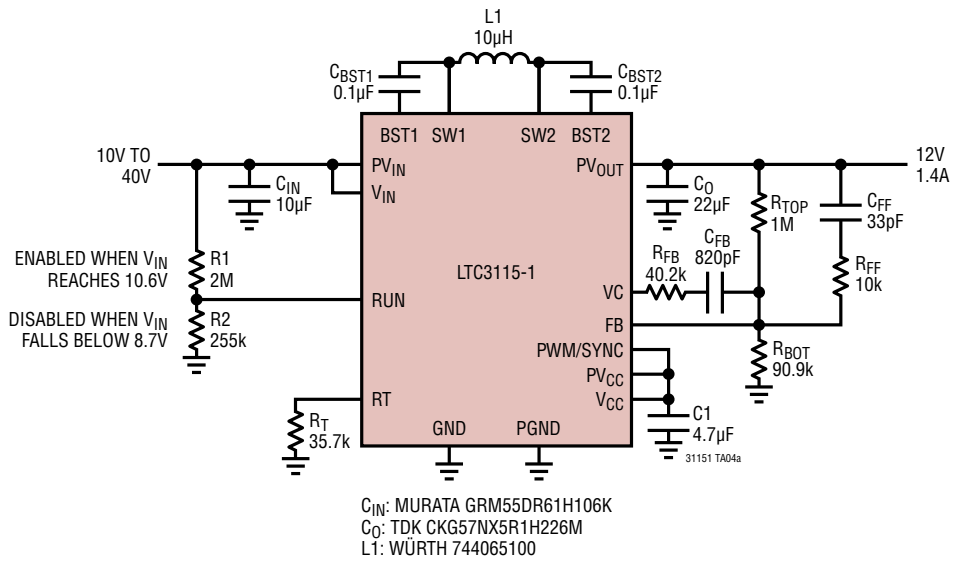 L1
10µH
CBST1
0.1µF
CBST2
0.1µF
BST1 SW1 SW2 BST2
10V TO
40V
PVIN
VIN
CIN
10µF
PVOUT
12V
1.4A
CO
22µF
RTOP
1M
CFF
33pF
RFB
40.2k
CFB
820pF
RFF
10k
ENABLED WHEN VIN
REACHES 10.6V
R1
2M
LTC3115-1
RUN
VC
DISABLED WHEN VIN
FALLS BELOW 8.7V
R2
255k
FB
PWM/SYNC
PVCC
VCC
RBOT
90.9k
RT
RT
35.7k
GND PGND
C1
4.7µF
31151 TA04a
CIN: MURATA GRM55DR61H106K
CO: TDK CKG57NX5R1H226M
L1: WÜRTH 744065100